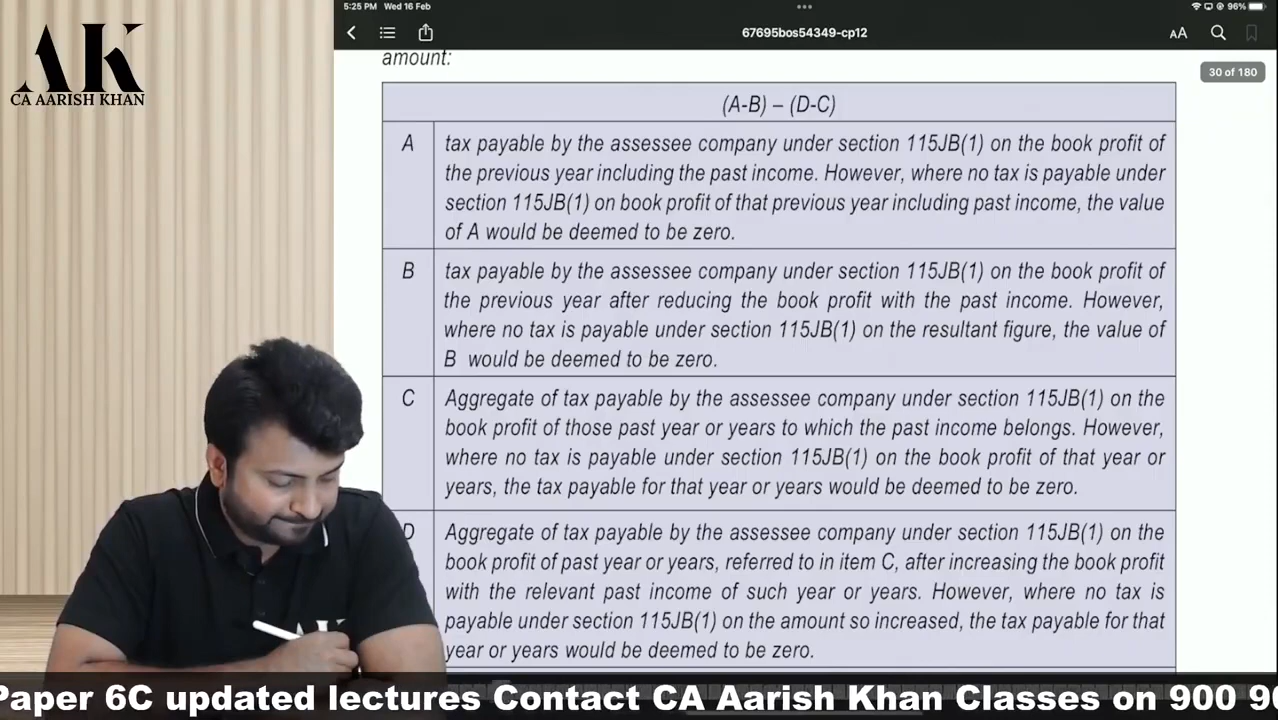 5:25 PM Wed 16 Feb
96%
67695bos54349-cp12
AA
30 of 180
AK
CA AARISH KHAN
amount:
(A-B) – (D-C)
A
tax payable by the assessee company under section 115JB(1) on the book profit of
the previous year including the past income. However, where no tax is payable under
section 115JB(1) on book profit of that previous year including past income, the value
of A would be deemed to be zero.
B
tax payable by the assessee company under section 115JB(1) on the book profit of
the previous year after reducing the book profit with the past income. However,
where no tax is payable under section 115JB(1) on the resultant figure, the value of
B would be deemed to be zero.
C
Aggregate of tax payable by the assessee company under section 115JB(1) on the
book profit of those past year or years to which the past income belongs. However,
where no tax is payable under section 115JB(1) on the book profit of that year or
years, the tax payable for that year or years would be deemed to be zero.
D
Aggregate of tax payable by the assessee company under section 115JB(1) on the
book profit of past year or years, referred to in item C, after increasing the book profit
with the relevant past income of such year or years. However, where no tax is
payable under section 115JB(1) on the amount so increased, the tax payable for that
year or years would be deemed to be zero.
Paper 6C updated lectures Contact CA Aarish Khan Classes on 900 90